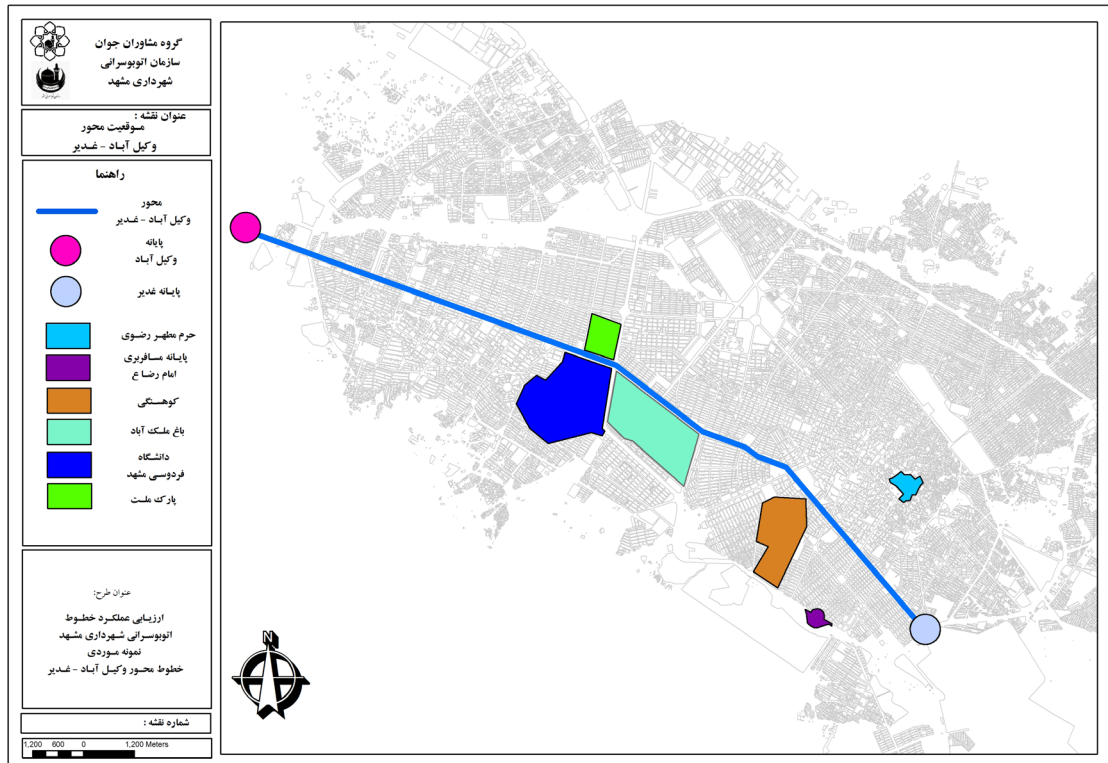 گروه مشاوران جوان
سازمان اتوبوسرانی
شهرداری مشهد
عنوان نقشه :
موقعیت محور
وکیل آباد - غدیر
راهنما
محور
وکیل آباد - غدیر
پایانه
وکیل آباد
پایانه غدیر
حرم مطهر رضوی
پایانه مسافربری
امام رضا ع
کوهسنگی
باغ ملک آباد
دانشگاه
فردوسی مشهد
پارک ملت
عنوان طرح:
ارزیابی عملکرد خطوط
اتوبوسرانی شهرداری مشهد
نمونه موردی
خطوط محور وکیل آباد - غدیر
شماره نقشه :
1,200 600 0 1,200 Meters
N